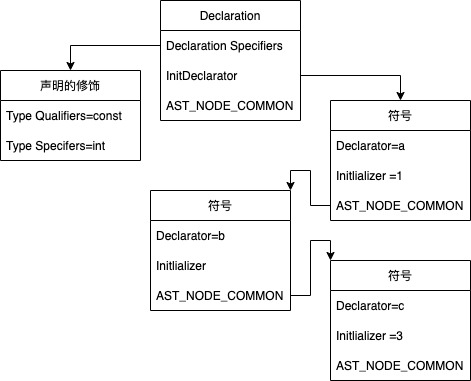 Declaration
Declaration Specifiers
InitDeclarator
AST_NODE_COMMON
声明的修饰
Type Qualifiers=const
Type Specifers=int
符号
Declarator=a
Initlializer =1
AST_NODE_COMMON
符号
Declarator=b
Initlializer
AST_NODE_COMMON
符号
Declarator=c
Initlializer =3
AST_NODE_COMMON